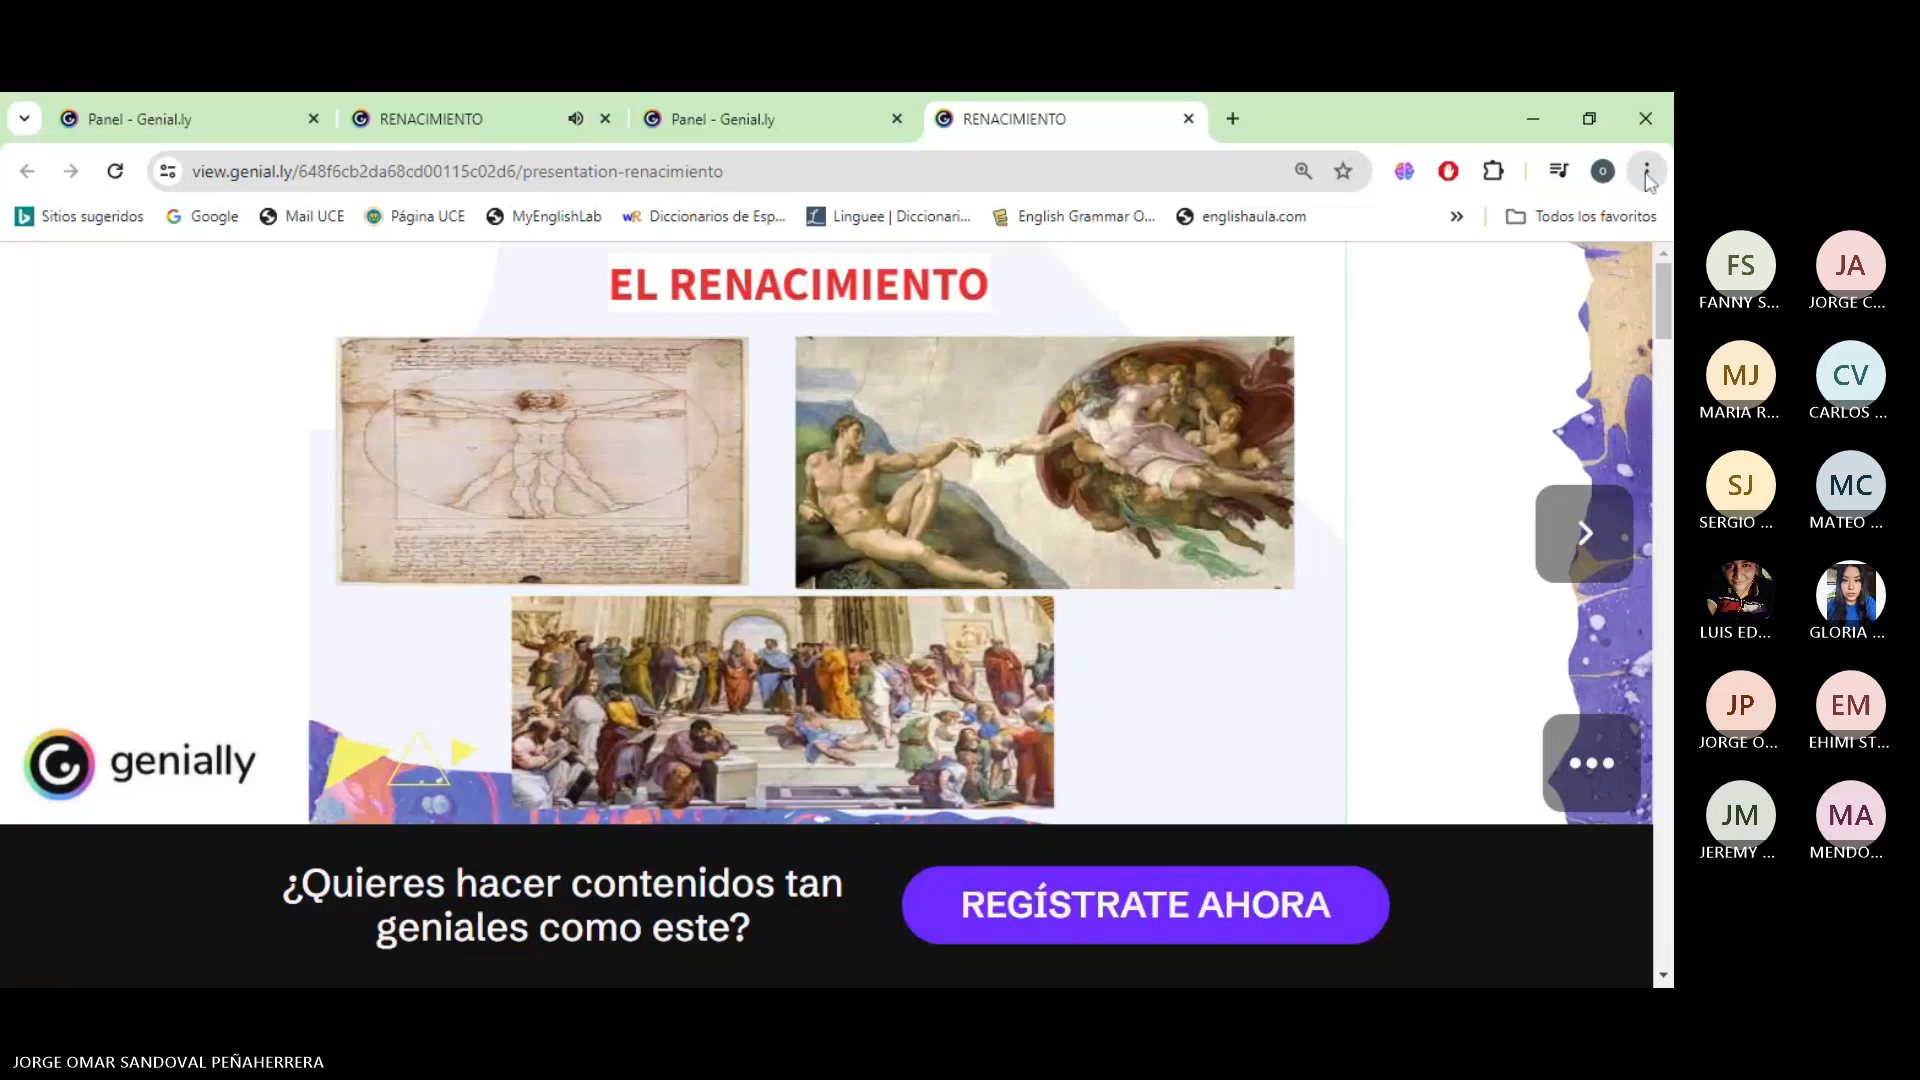 Panel - Genial.ly
RENACIMIENTO
Panel - Genial.ly
RENACIMIENTO
view.genial.ly/648f6cb2da68cd00115c02d6/presentation-renacimiento
O
Sitios sugeridos
Google
Mail UCE
Página UCE
MyEnglishLab
wR Diccionarios de Esp...
Linguee | Diccionari...
English Grammar O...
englishaula.com
»
Todos los favoritos
EL RENACIMIENTO
genially
¿Quieres hacer contenidos tan
geniales como este?
REGÍSTRATE AHORA
FS
JA
FANNY S...
JORGE C...
MJ
CV
MARIA R...
CARLOS ...
SJ
MC
SERGIO ...
MATEO ...
LUIS ED...
GLORIA ...
JP
EM
JORGE O...
EHIMI ST...
JM
MA
JEREMY ...
MENDO...
JORGE OMAR SANDOVAL PEÑAHERRERA